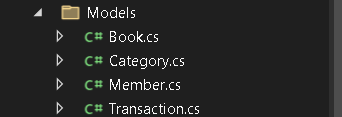 Models
C# Book.cs
C# Category.cs
C# Member.cs
C# Transaction.cs